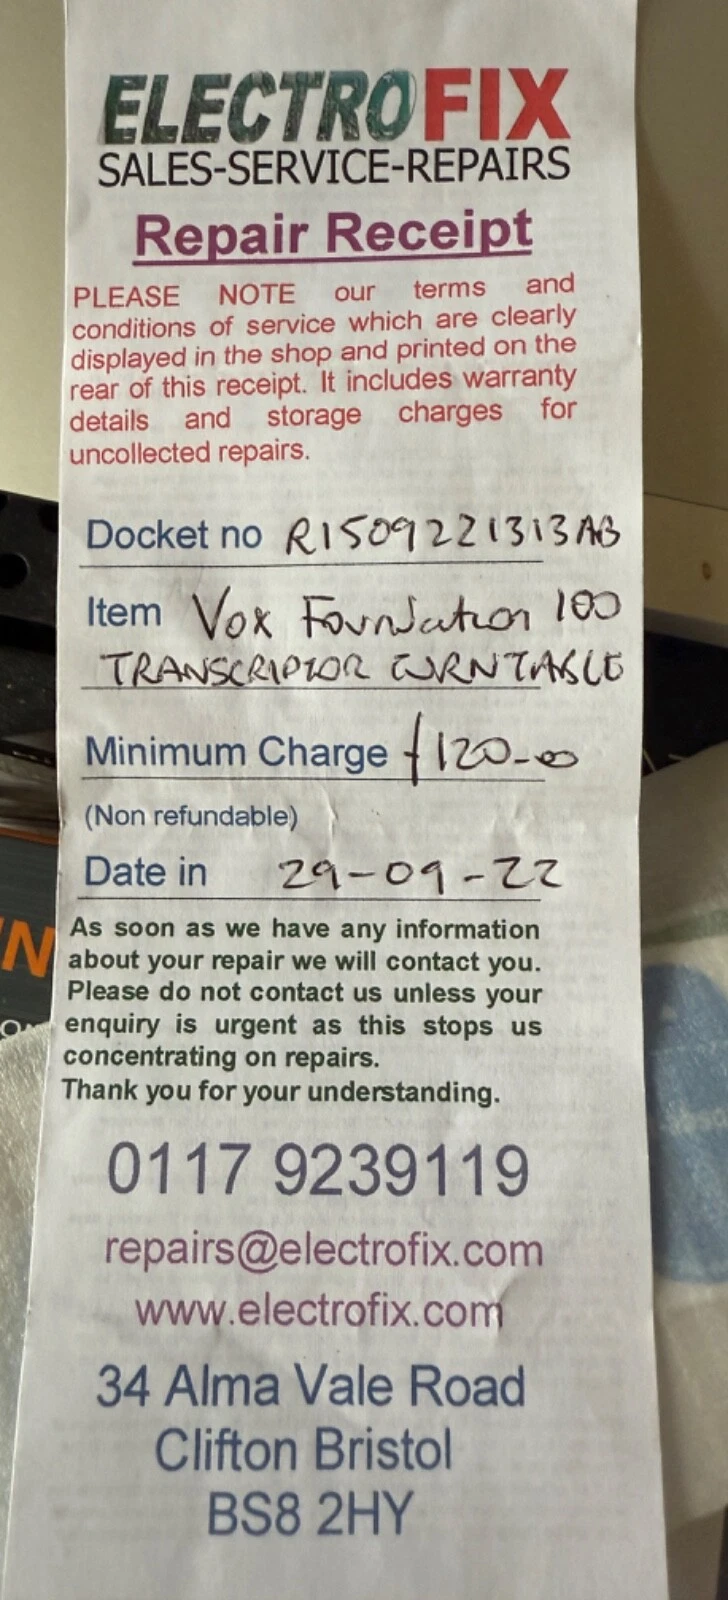 ELECTROFIX
SALES-SERVICE-REPAIRS
Repair Receipt
PLEASE NOTE our terms and
conditions of service which are clearly
displayed in the shop and printed on the
rear of this receipt. It includes warranty
details and storage charges for
uncollected repairs.
Docket no R1509221313AB
Item Vox Foundation 100
TRANSCRIPTOR TURNTABLE
Minimum Charge £120-00
(Non refundable)
Date in 29-09-22
As soon as we have any information
about your repair we will contact you.
Please do not contact us unless your
enquiry is urgent as this stops us
concentrating on repairs.
Thank you for your understanding.
0117 9239119
repairs@electrofix.com
www.electrofix.com
34 Alma Vale Road
Clifton Bristol
BS8 2HY